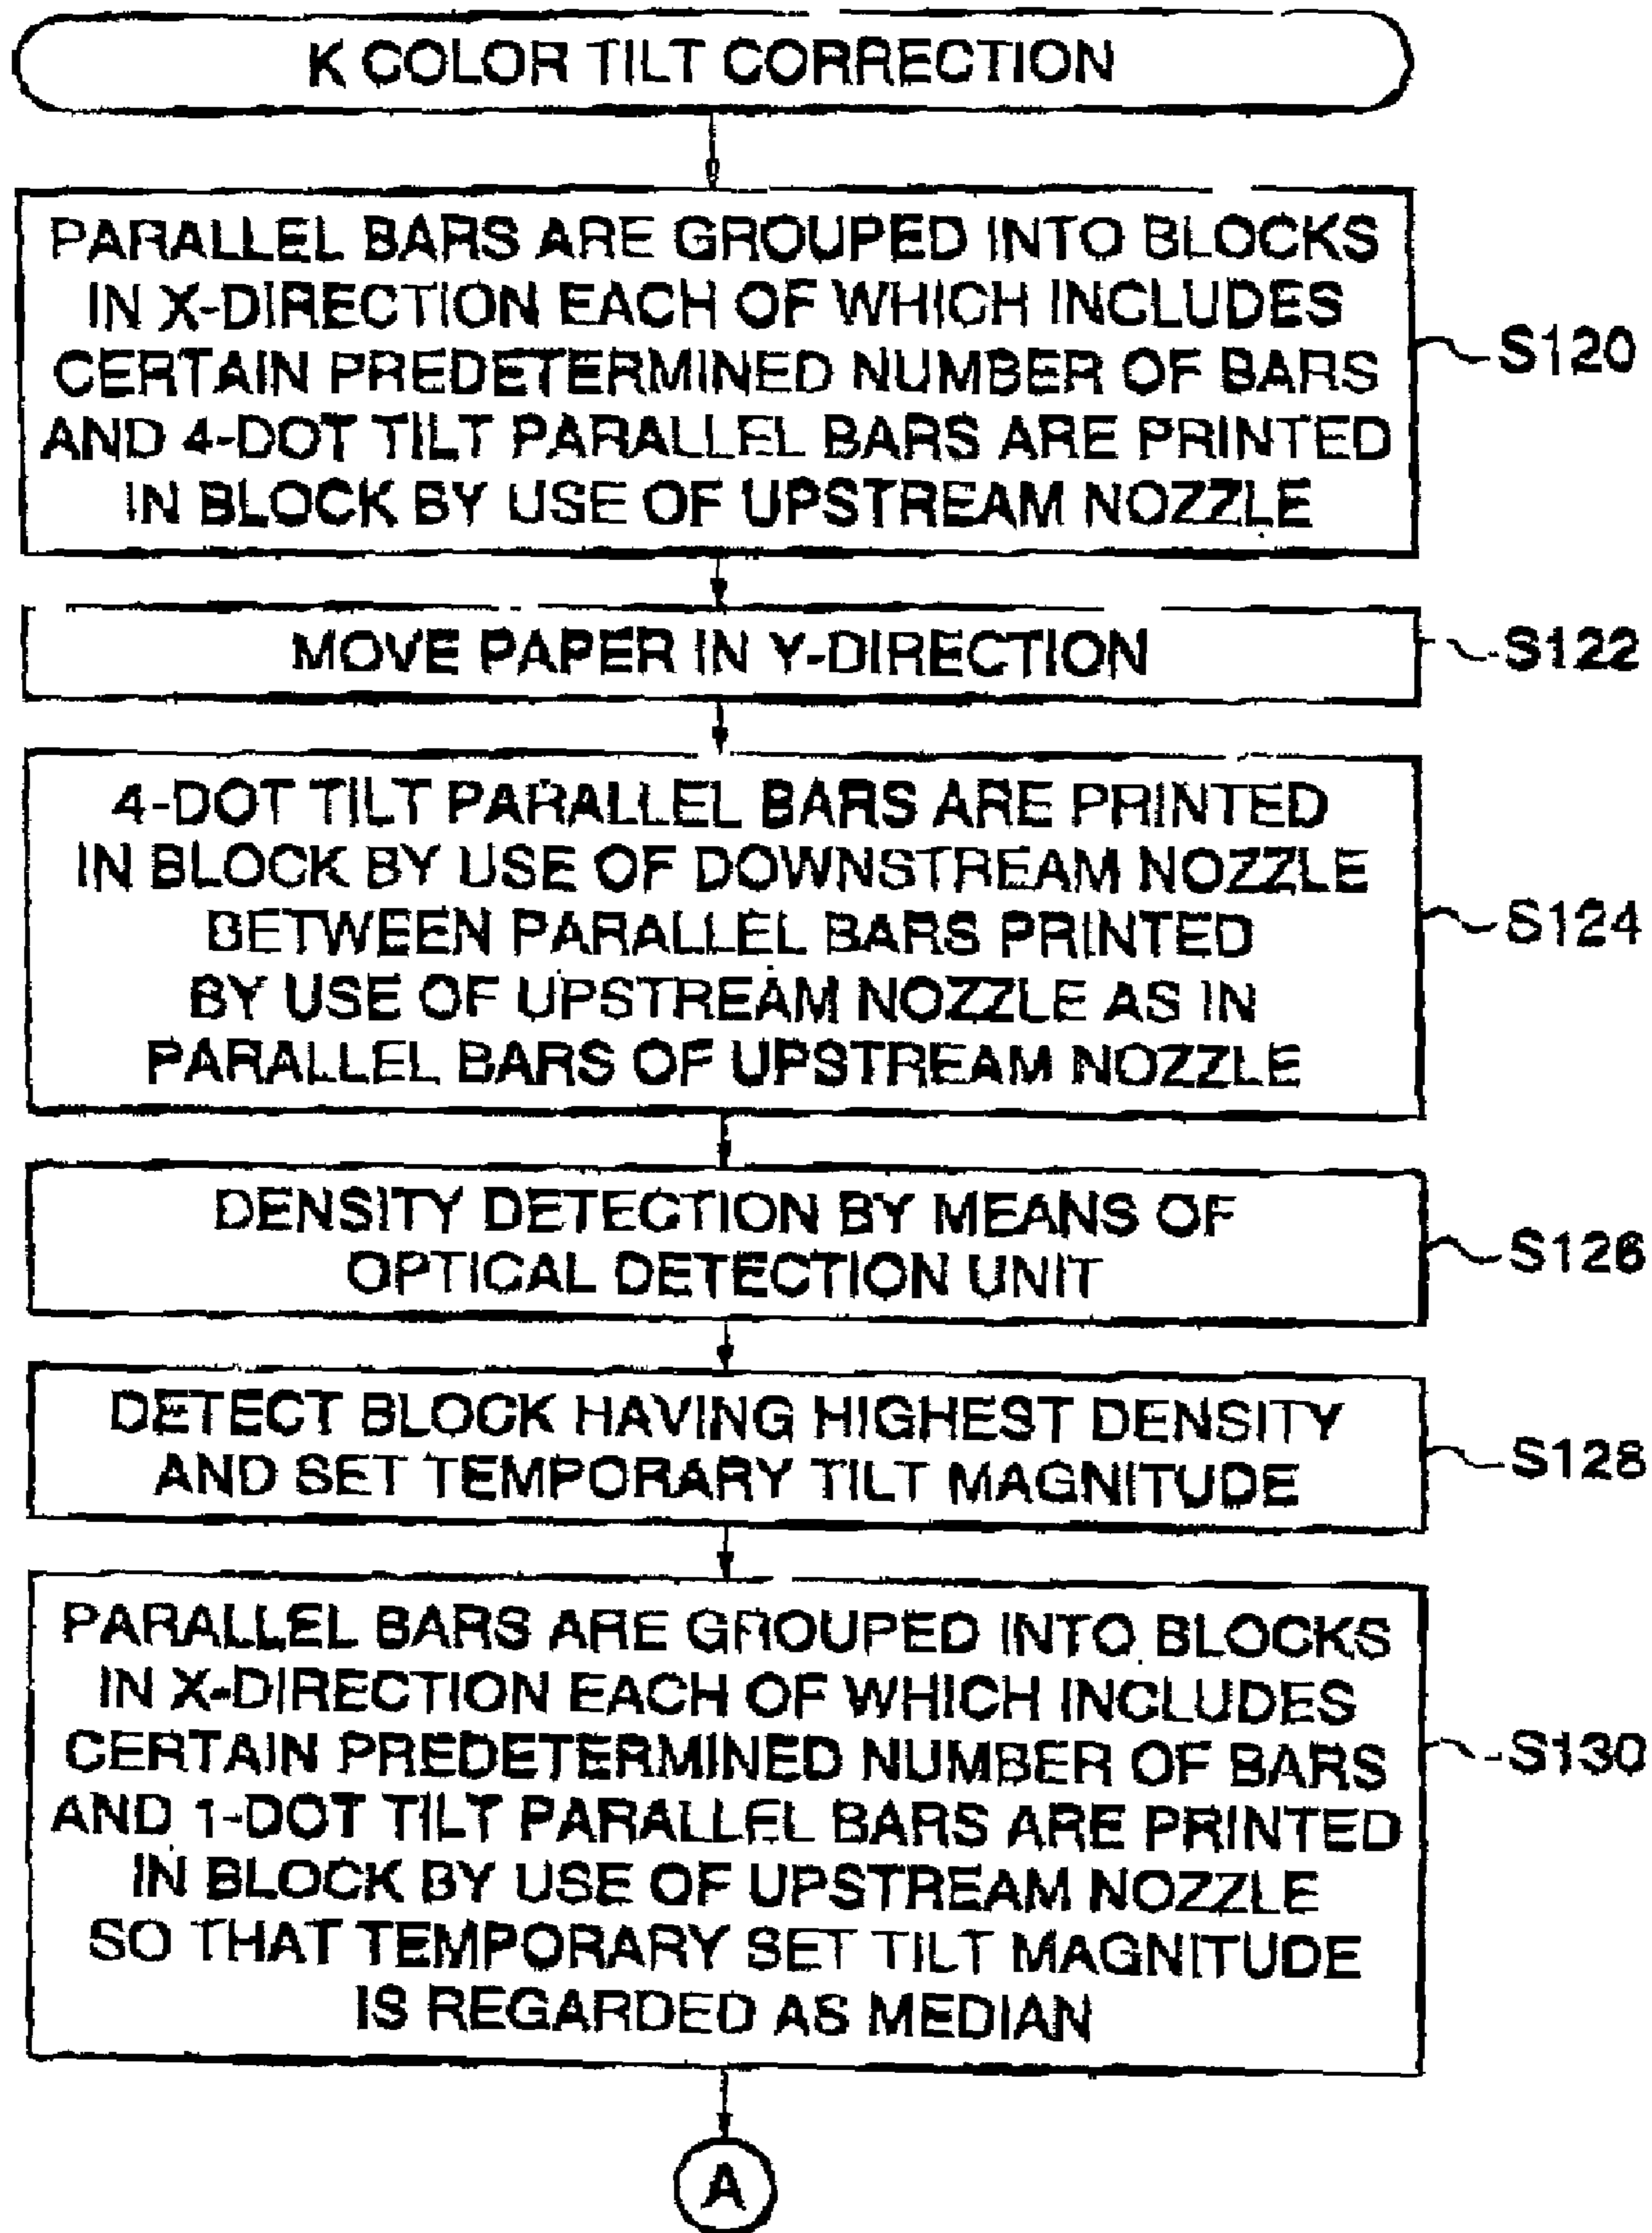 K COLOR TILT CORRECTION
PARALLEL BARS ARE GROUPED INTO BLOCKS
IN X-DIRECTION EACH OF WHICH INCLUDES
CERTAIN PREDETERMINED NUMBER OF BARS
AND 4-DOT TILT PARALLEL BARS ARE PRINTED
IN BLOCK BY USE OF UPSTREAM NOZZLE
S120
MOVE PAPER IN Y-DIRECTION
S122
4-DOT TILT PARALLEL BARS ARE PRINTED
IN BLOCK BY USE OF DOWNSTREAM NOZZLE
BETWEEN PARALLEL BARS PRINTED
BY USE OF UPSTREAM NOZZLE AS IN
PARALLEL BARS OF UPSTREAM NOZZLE
S124
DENSITY DETECTION BY MEANS OF
OPTICAL DETECTION UNIT
S126
DETECT BLOCK HAVING HIGHEST DENSITY
AND SET TEMPORARY TILT MAGNITUDE
S128
PARALLEL BARS ARE GROUPED INTO BLOCKS
IN X-DIRECTION EACH OF WHICH INCLUDES
CERTAIN PREDETERMINED NUMBER OF BARS
AND 1-DOT TILT PARALLEL BARS ARE PRINTED
IN BLOCK BY USE OF UPSTREAM NOZZLE
SO THAT TEMPORARY SET TILT MAGNITUDE
IS REGARDED AS MEDIAN
S130
A